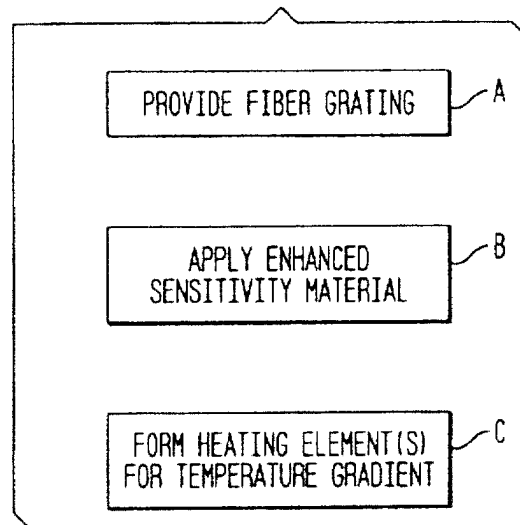 PROVIDE FIBER GRATING
A
APPLY ENHANCED
SENSITIVITY MATERIAL
B
FORM HEATING ELEMENT(S)
FOR TEMPERATURE GRADIENT
C